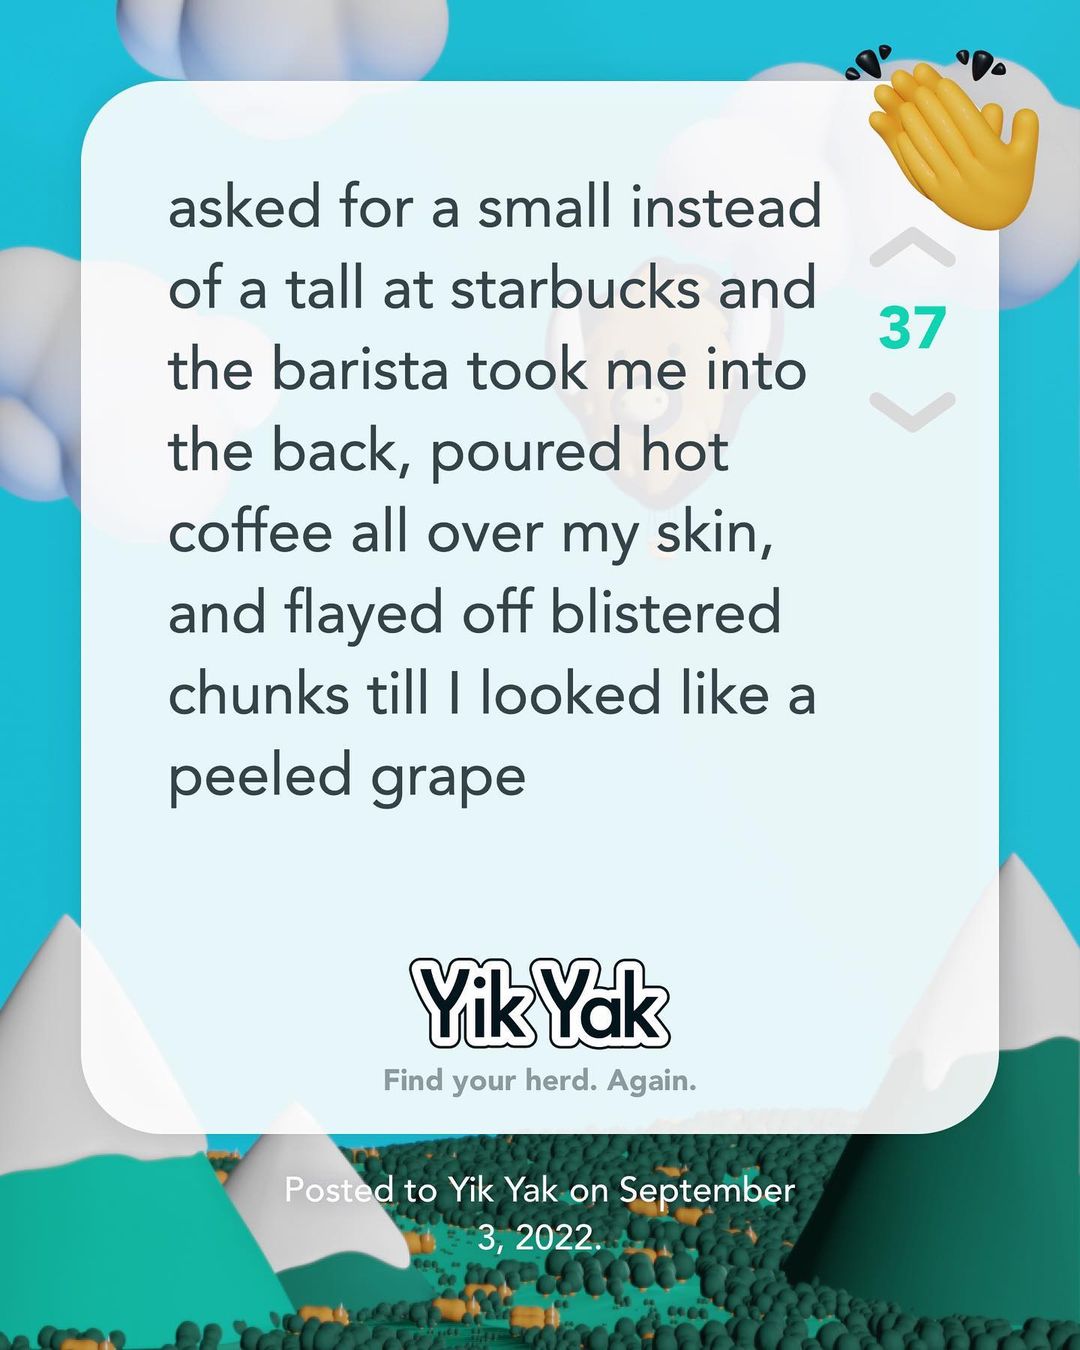 asked for a small instead
of a tall at starbucks and
the barista took me into
the back, poured hot
coffee all over my skin,
and flayed off blistered
chunks till I looked like a
peeled grape
37
Yik Yak
Find your herd. Again.
Posted to Yik Yak on September
3, 2022.